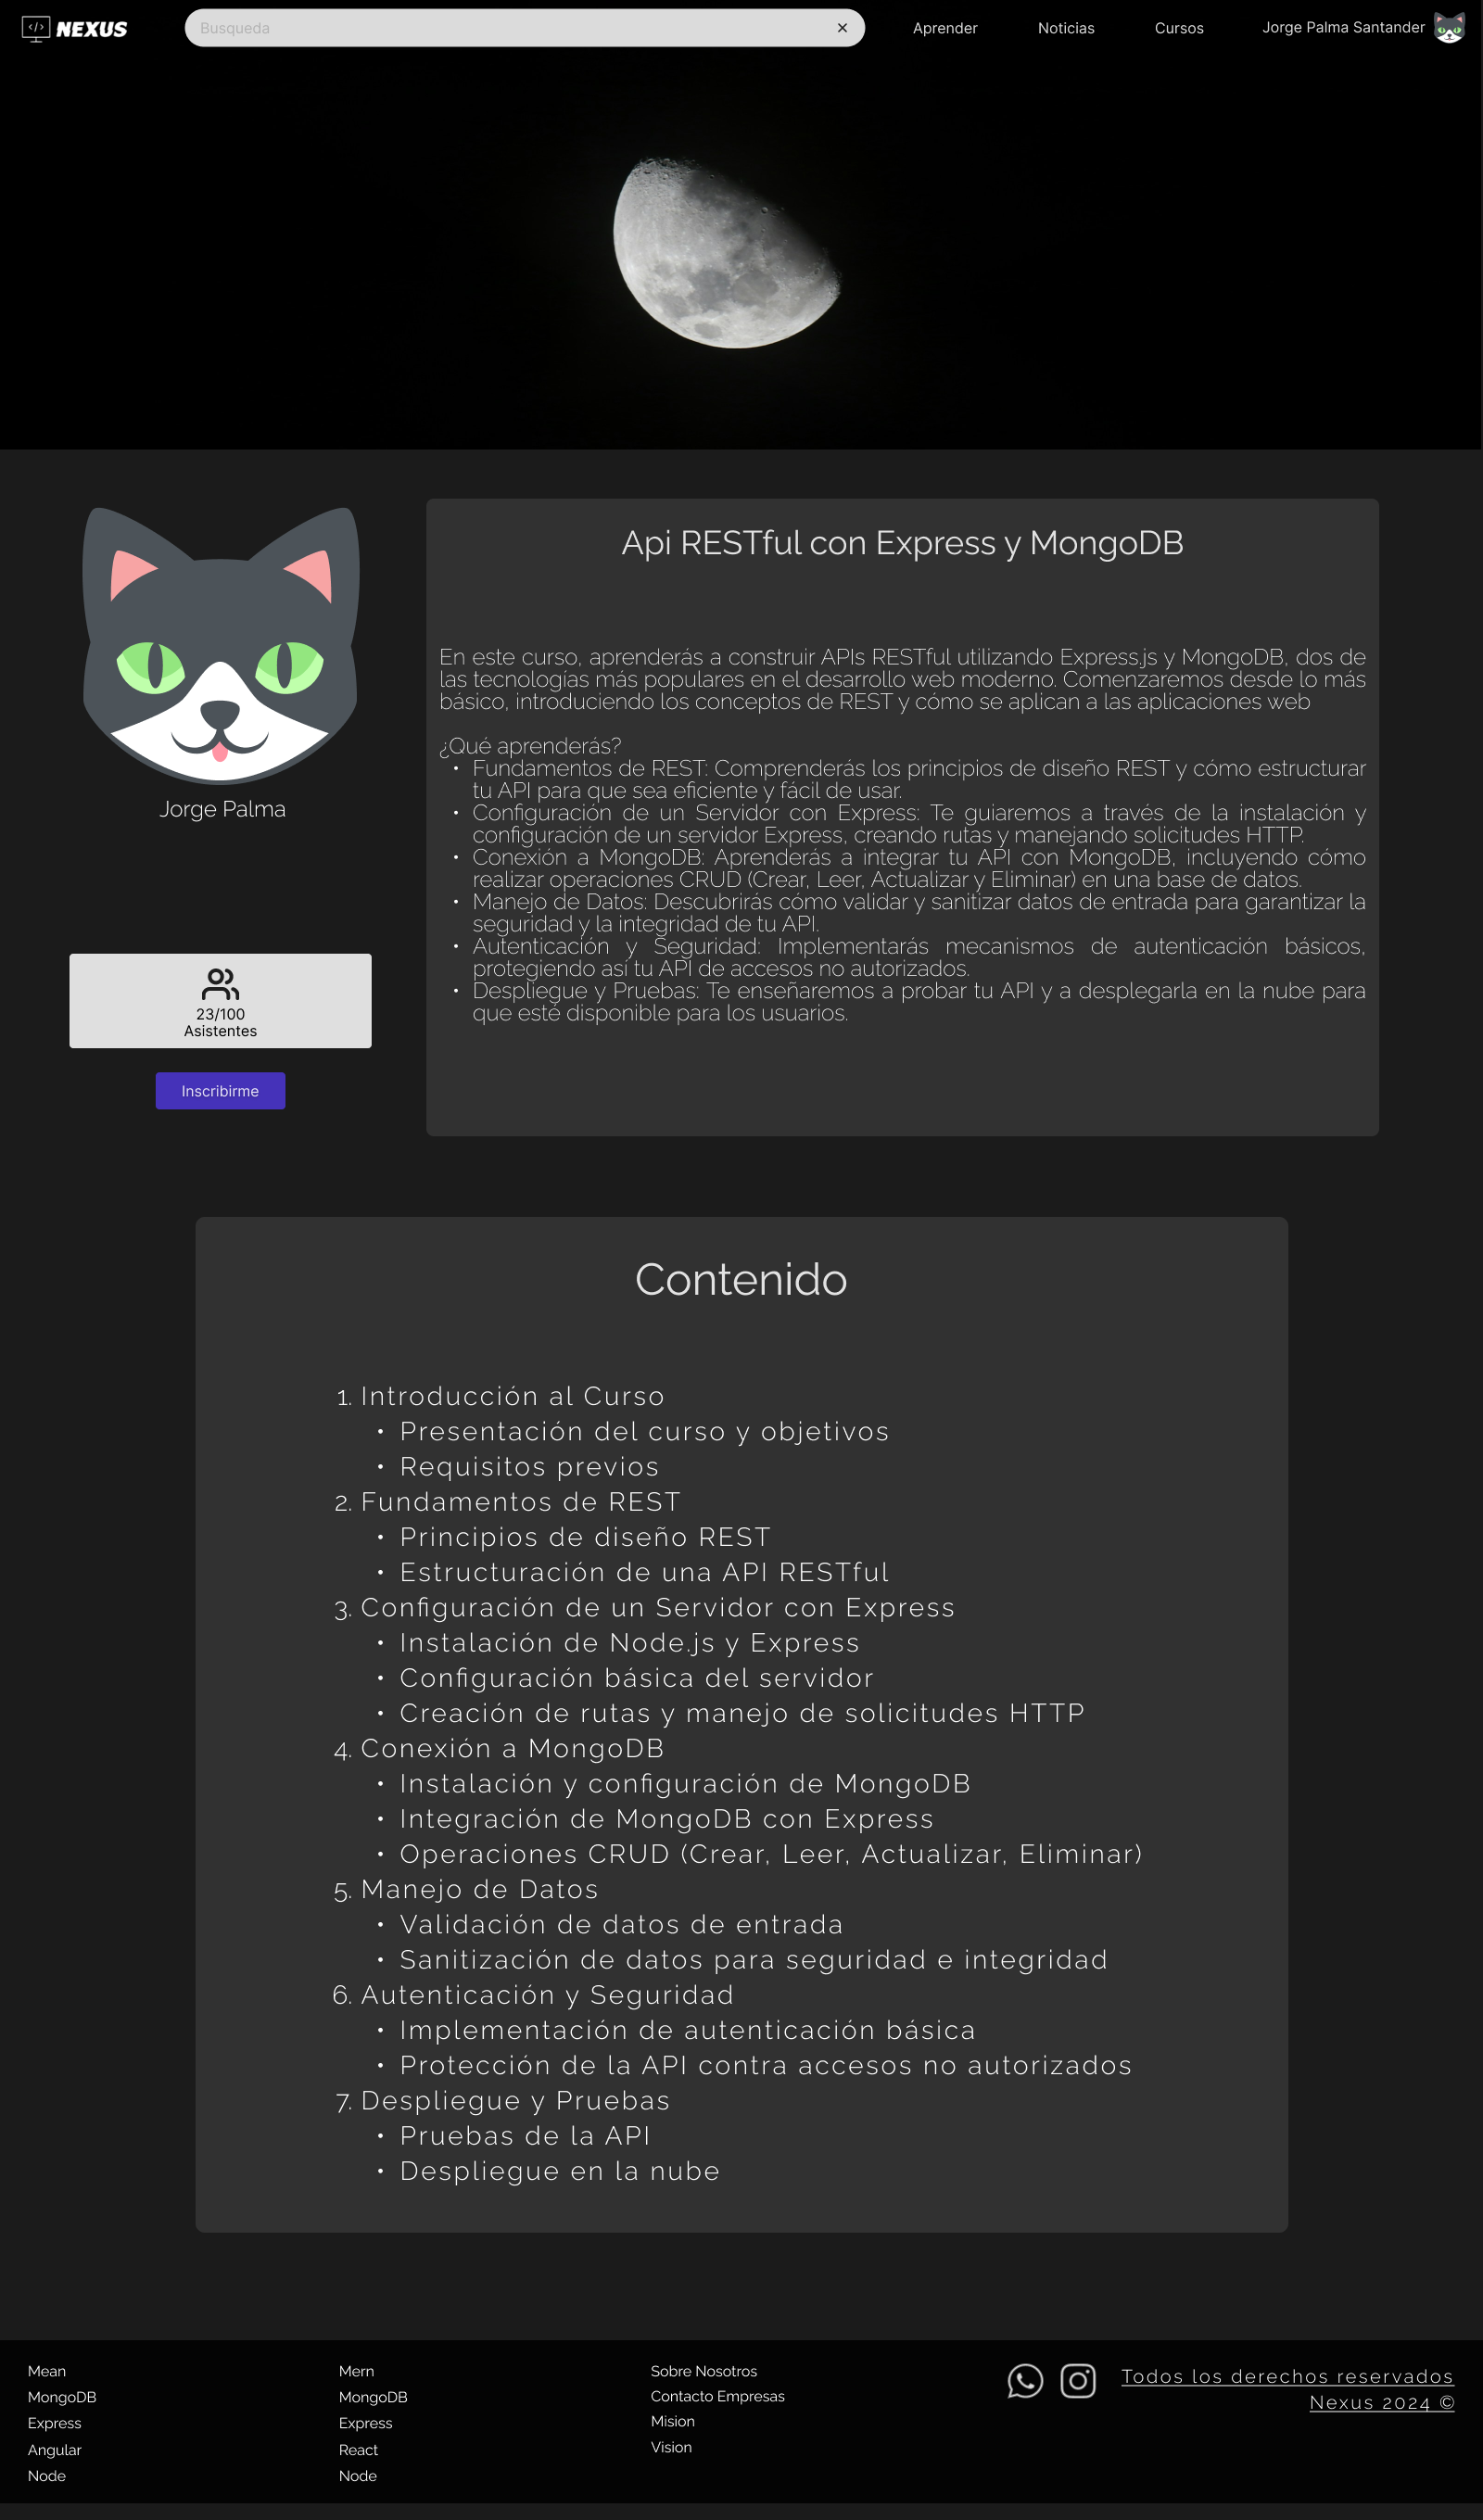 NEXUS
Busqueda
Aprender
Noticias
Cursos
Jorge Palma Santander
Jorge Palma
23/100
Asistentes
Inscribirme
Api RESTful con Express y MongoDB
En este curso, aprenderás a construir APIs RESTful utilizando Express.js y MongoDB, dos de
las tecnologías más populares en el desarrollo web moderno. Comenzaremos desde lo más
básico, introduciendo los conceptos de REST y cómo se aplican a las aplicaciones web
¿Qué aprenderás?
• Fundamentos de REST: Comprenderás los principios de diseño REST y cómo estructurar
tu API para que sea eficiente y fácil de usar.
• Configuración de un Servidor con Express: Te guiaremos a través de la instalación y
configuración de un servidor Express, creando rutas y manejando solicitudes HTTP.
• Conexión a MongoDB: Aprenderás a integrar tu API con MongoDB, incluyendo cómo
realizar operaciones CRUD (Crear, Leer, Actualizar y Eliminar) en una base de datos.
• Manejo de Datos: Descubrirás cómo validar y sanitizar datos de entrada para garantizar la
seguridad y la integridad de tu API.
• Autenticación y Seguridad: Implementarás mecanismos de autenticación básicos,
protegiendo así tu API de accesos no autorizados.
• Despliegue y Pruebas: Te enseñaremos a probar tu API y a desplegarla en la nube para
que esté disponible para los usuarios.
Contenido
1. Introducción al Curso
• Presentación del curso y objetivos
• Requisitos previos
2. Fundamentos de REST
• Principios de diseño REST
• Estructuración de una API RESTful
3. Configuración de un Servidor con Express
• Instalación de Node.js y Express
• Configuración básica del servidor
• Creación de rutas y manejo de solicitudes HTTP
4. Conexión a MongoDB
• Instalación y configuración de MongoDB
• Integración de MongoDB con Express
• Operaciones CRUD (Crear, Leer, Actualizar, Eliminar)
5. Manejo de Datos
• Validación de datos de entrada
• Sanitización de datos para seguridad e integridad
6. Autenticación y Seguridad
• Implementación de autenticación básica
• Protección de la API contra accesos no autorizados
7. Despliegue y Pruebas
• Pruebas de la API
• Despliegue en la nube
Mean
MongoDB
Express
Angular
Node
Mern
MongoDB
Express
React
Node
Sobre Nosotros
Contacto Empresas
Mision
Vision
Todos los derechos reservados
Nexus 2024 ©